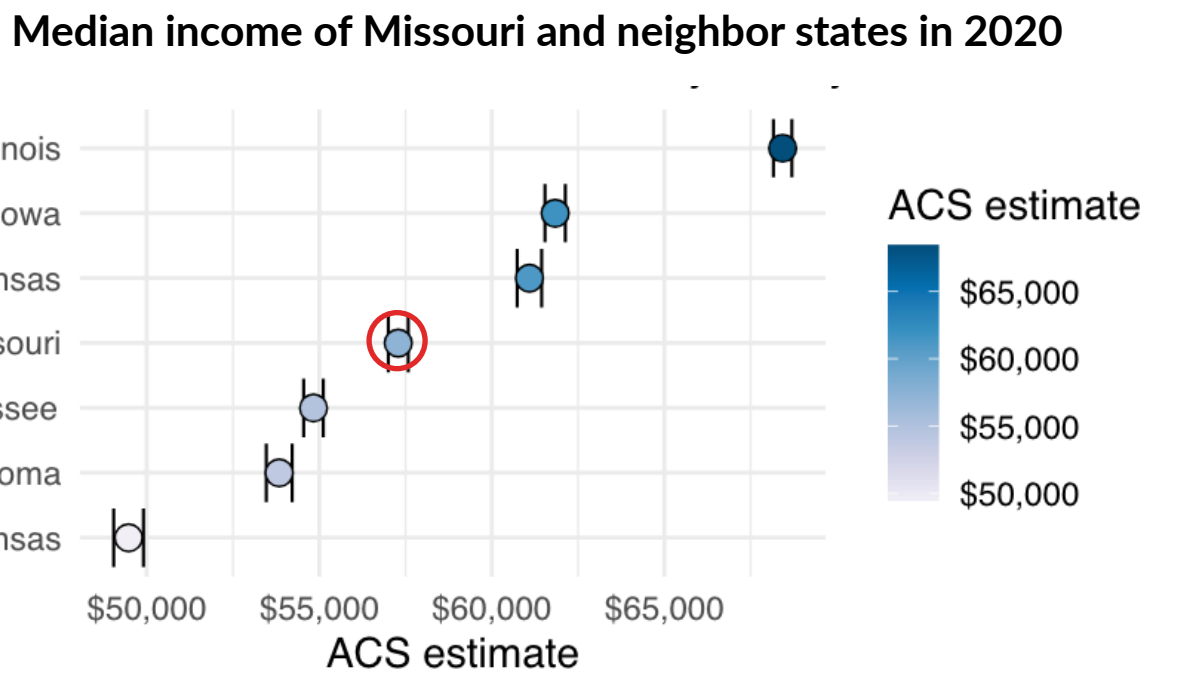 Median income of Missouri and neighbor states in 2020
nois
owa
nsas
souri
ssee
oma
nsas
$50,000 $55,000 $60,000 $65,000
ACS estimate
ACS estimate
$65,000
$60,000
$55,000
$50,000